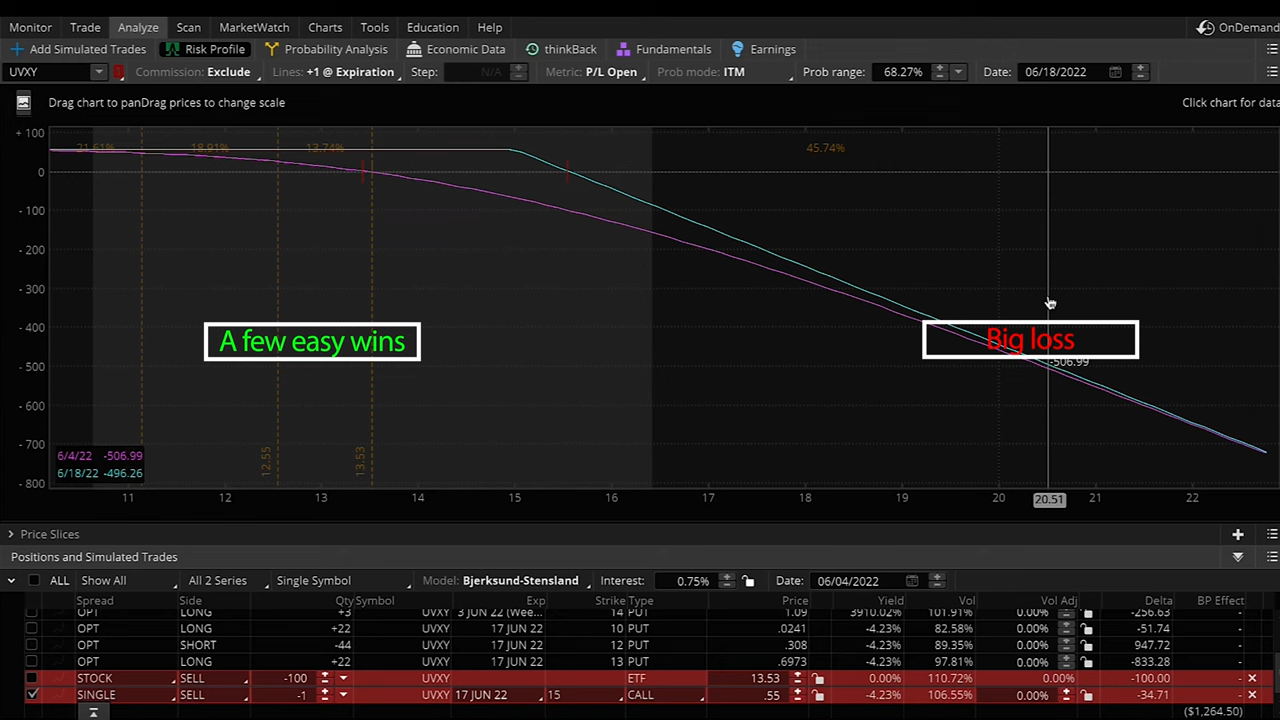 Monitor Trade Analyze Scan MarketWatch Charts Tools Education Help OnDemand
Add Simulated Trades Risk Profile Probability Analysis Economic Data thinkBack Fundamentals Earnings
UVXY Commission: Exclude Lines: +1 @ Expiration Step: N/A Metric: P/L Open Prob mode: ITM Prob range: 68.27% Date: 06/18/2022
Drag chart to panDrag prices to change scale Click chart for data
+ 100
21.61% 18.91% 13.74% 45.74%
0
- 100
- 200
- 300
- 400
A few easy wins Big loss
-506.99
- 500
- 600
- 700
6/4/22 -506.99
6/18/22 -496.26
12.55 13.53
- 800
11 12 13 14 15 16 17 18 19 20 20.51 21 22
Price Slices
Positions and Simulated Trades
ALL Show All All 2 Series Single Symbol Model: Bjerksund-Stensland Interest: 0.75% Date: 06/04/2022
Spread Side Qty Symbol Exp Strike Type Price Yield Vol Vol Adj Delta BP Effect
OPT LONG +3 UVXY 3 JUN 22 (Wee... 14 PUT 1.09 3910.02% 101.91% 0.00% -256.63 -
OPT LONG +22 UVXY 17 JUN 22 10 PUT .0241 -4.23% 82.58% 0.00% -51.74 -
OPT SHORT -44 UVXY 17 JUN 22 12 PUT .308 -4.23% 89.35% 0.00% 947.72 -
OPT LONG +22 UVXY 17 JUN 22 13 PUT .6973 -4.23% 97.81% 0.00% -833.28 -
STOCK SELL -100 UVXY ETF 13.53 0.00% 110.72% 0.00% -100.00 -
SINGLE SELL -1 UVXY 17 JUN 22 15 CALL .55 -4.23% 106.55% 0.00% -34.71 -
($1,264.50)